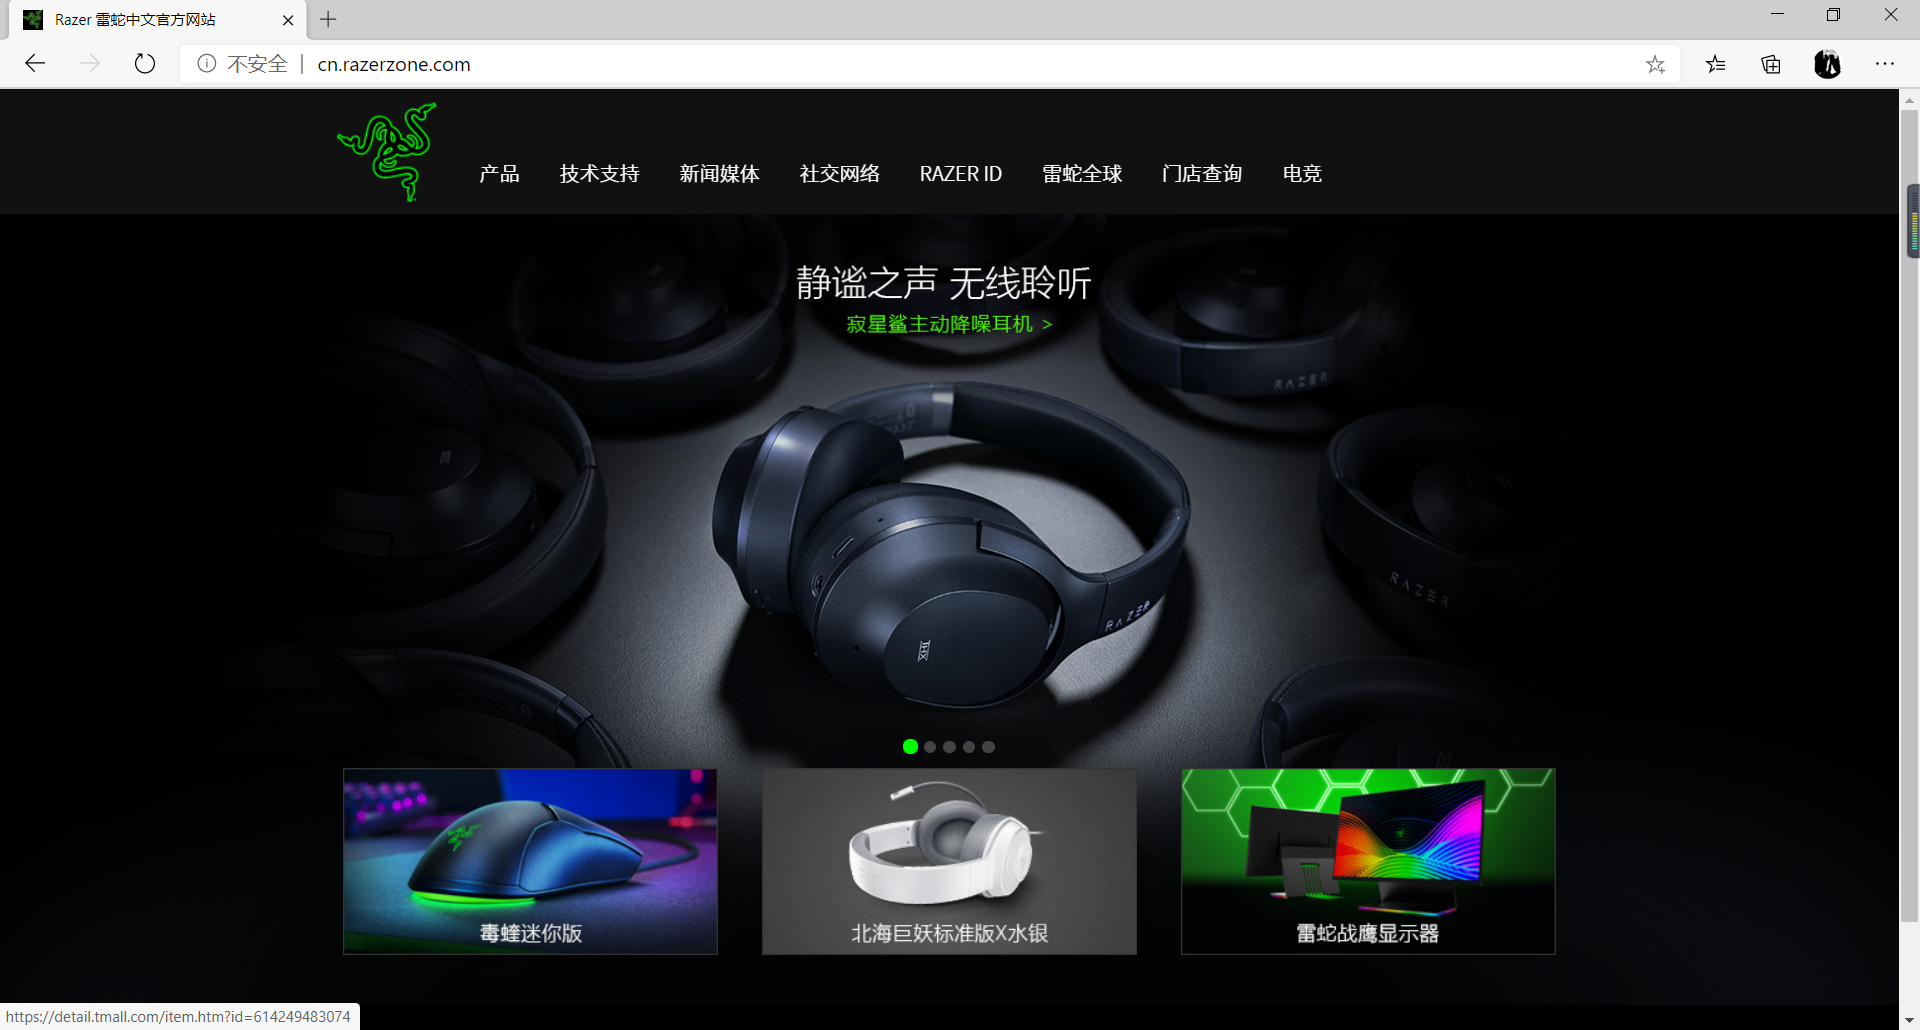 Razer 雷蛇中文官方网站
不安全 | cn.razerzone.com
产品 技术支持 新闻媒体 社交网络 RAZER ID 雷蛇全球 门店查询 电竞
静谧之声 无线聆听
寂星鲨主动降噪耳机 >
RAZER
RAZER
RAZER
THX
毒蝰迷你版
北海巨妖标准版X水银
雷蛇战鹰显示器
https://detail.tmall.com/item.htm?id=614249483074